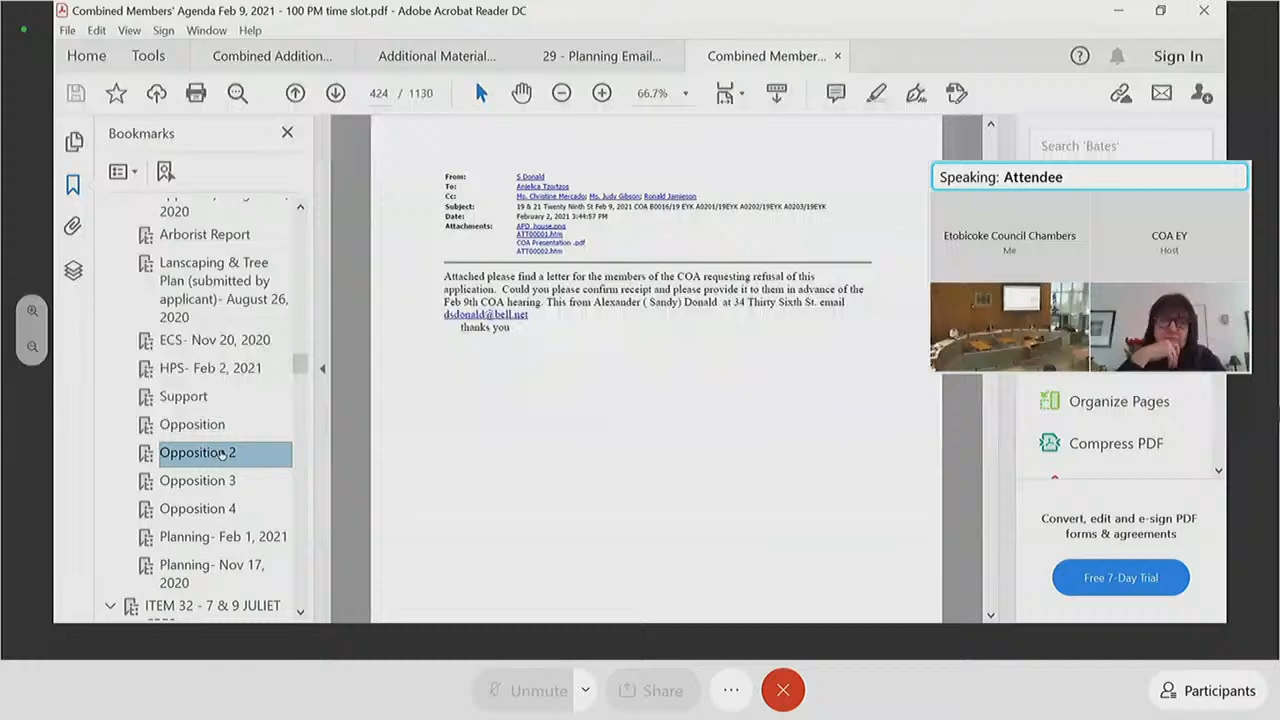 Combined Members' Agenda Feb 9, 2021 - 100 PM time slot.pdf - Adobe Acrobat Reader DC
File Edit View Sign Window Help
Home Tools Combined Addition... Additional Material... 29 - Planning Email... Combined Member...
Sign In
424 / 1130 66.7%
Bookmarks
2020
Arborist Report
Lanscaping & Tree
Plan (submitted by
applicant)- August 26,
2020
ECS- Nov 20, 2020
HPS- Feb 2, 2021
Support
Opposition
Opposition 2
Opposition 3
Opposition 4
Planning- Feb 1, 2021
Planning- Nov 17,
2020
ITEM 32 - 7 & 9 JULIET
From: S Donald
To: Anjelica Tzortzos
Cc: Ms. Christine Mercado; Ms. Judy Gibson; Ronald Jamieson
Subject: 19 & 21 Twenty Ninth St Feb 9, 2021 COA B0016/19 EYK A0201/19EYK A0202/19EYK A0203/19EYK
Date: February 2, 2021 3:44:57 PM
Attachments: APD_house.png
ATT00001.htm
COA Presentation .pdf
ATT00002.htm
Attached please find a letter for the members of the COA requesting refusal of this
application. Could you please confirm receipt and please provide it to them in advance of the
Feb 9th COA hearing. This from Alexander ( Sandy) Donald at 34 Thirty Sixth St. email
dsdonald@bell.net
thanks you
Search 'Bates'
Speaking: Attendee
Etobicoke Council Chambers
Me
COA EY
Host
Organize Pages
Compress PDF
Convert, edit and e-sign PDF
forms & agreements
Free 7-Day Trial
Unmute
Share
Participants